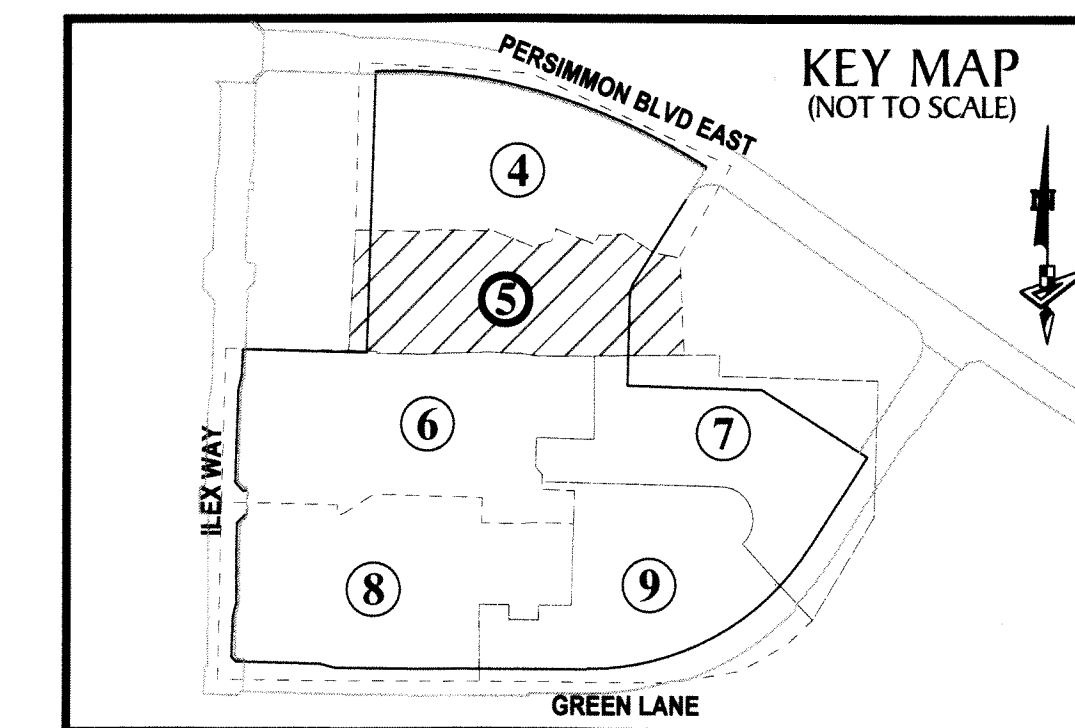 PERSIMMON BLVD EAST
KEY MAP
(NOT TO SCALE)
4
5
6
7
ILEX WAY
8
9
GREEN LANE